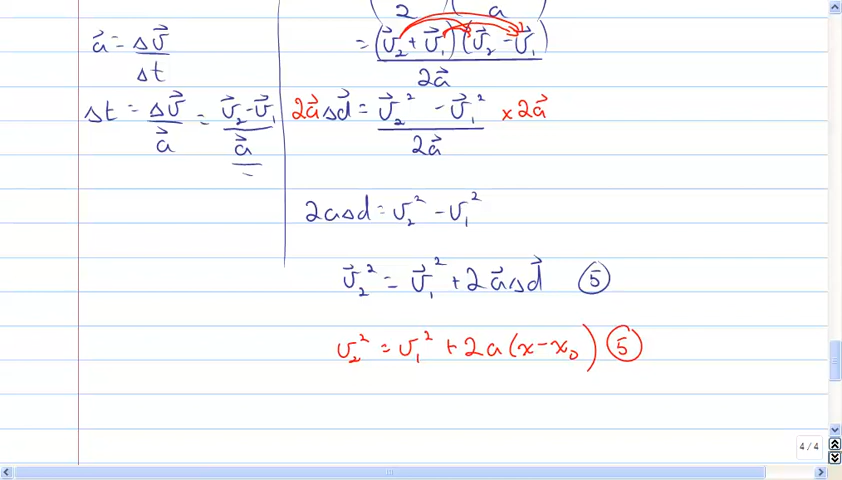 2 a
a⃗ = Δv⃗/Δt
Δt = Δv⃗/a⃗ = (v⃗₂ - v⃗₁)/a⃗
= (v⃗₂ + v⃗₁)(v⃗₂ - v⃗₁)/2a⃗
2a⃗Δd⃗ = (v⃗₂² - v⃗₁²)/2a⃗ × 2a⃗
2aΔd = v₂² - v₁²
v⃗₂² = v⃗₁² + 2a⃗Δd⃗ ⑤
v₂² = v₁² + 2a(x - x₀) ⑤
4/4